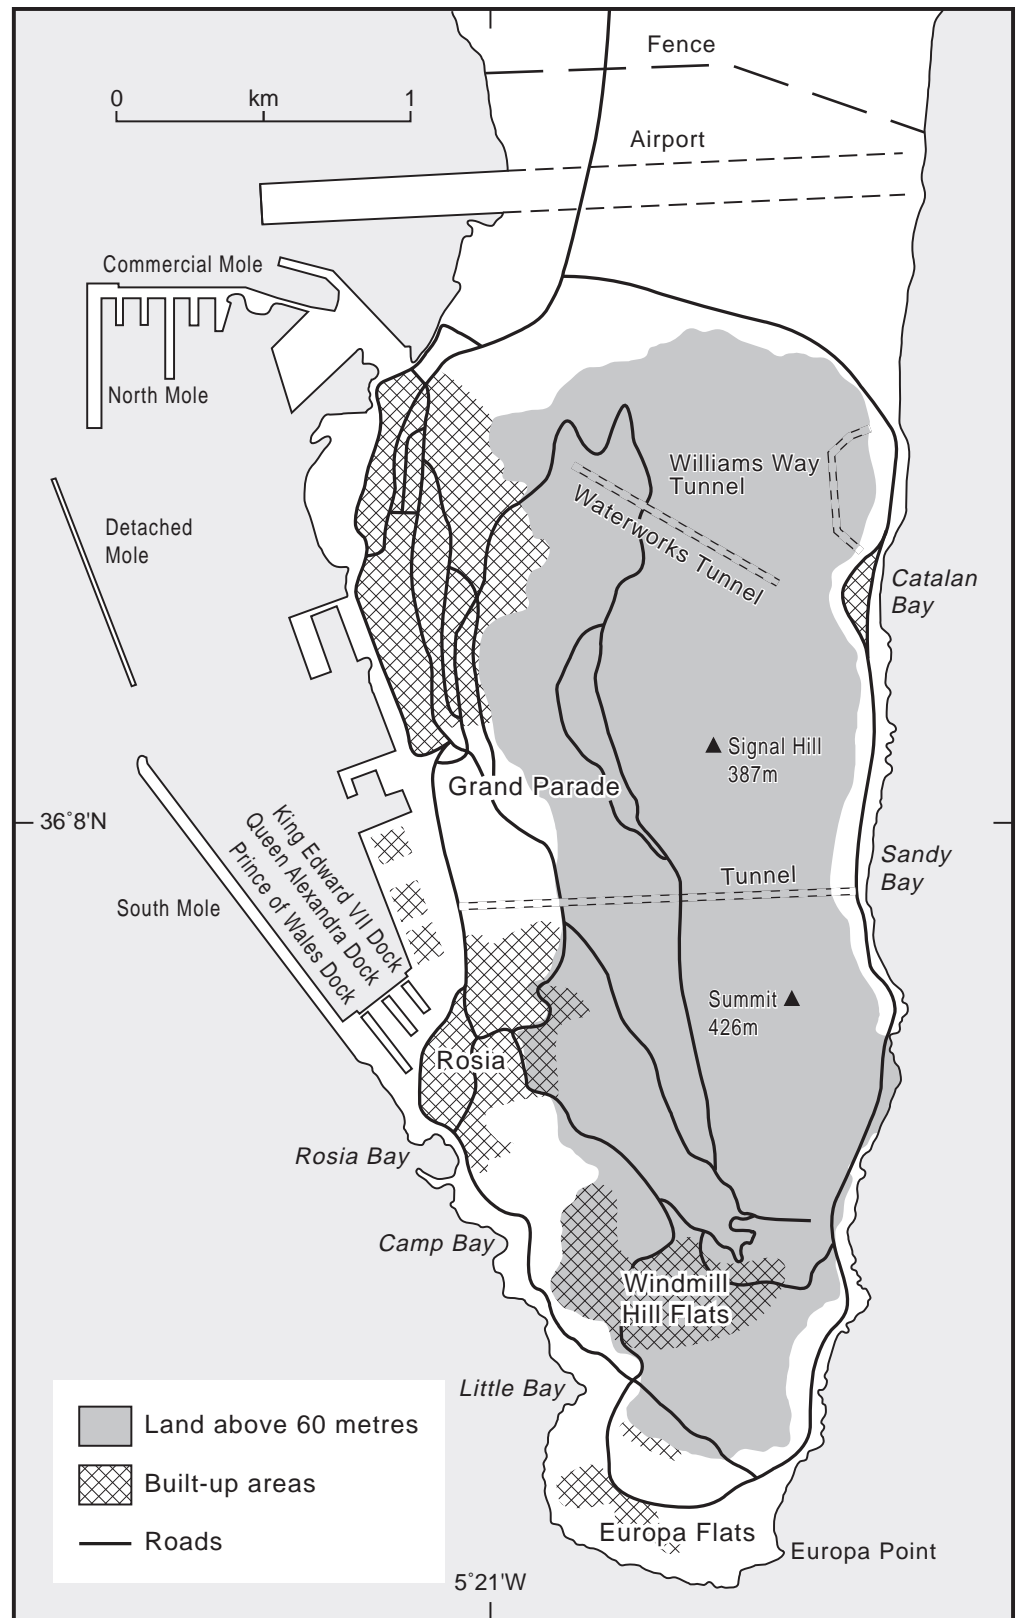 Fence
0 km 1
Airport
Commercial Mole
North Mole
Williams Way
Tunnel
Waterworks Tunnel
Detached
Mole
Catalan
Bay
Signal Hill
387m
Grand Parade
36°8'N
King Edward VII Dock
Queen Alexandra Dock
Prince of Wales Dock
Sandy
Bay
Tunnel
South Mole
Summit
426m
Rosia
Rosia Bay
Camp Bay
Windmill
Hill Flats
Little Bay
Land above 60 metres
Built-up areas
Roads
Europa Flats
Europa Point
5°21'W